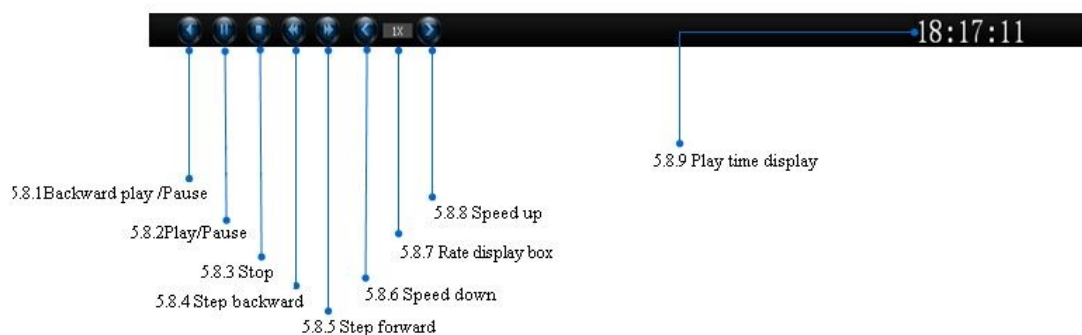 1X
18:17:11
5.8.9 Play time display
5.8.1Backward play /Pause
5.8.8 Speed up
5.8.2Play/Pause
5.8.7 Rate display box
5.8.3 Stop
5.8.6 Speed down
5.8.4 Step backward
5.8.5 Step forward